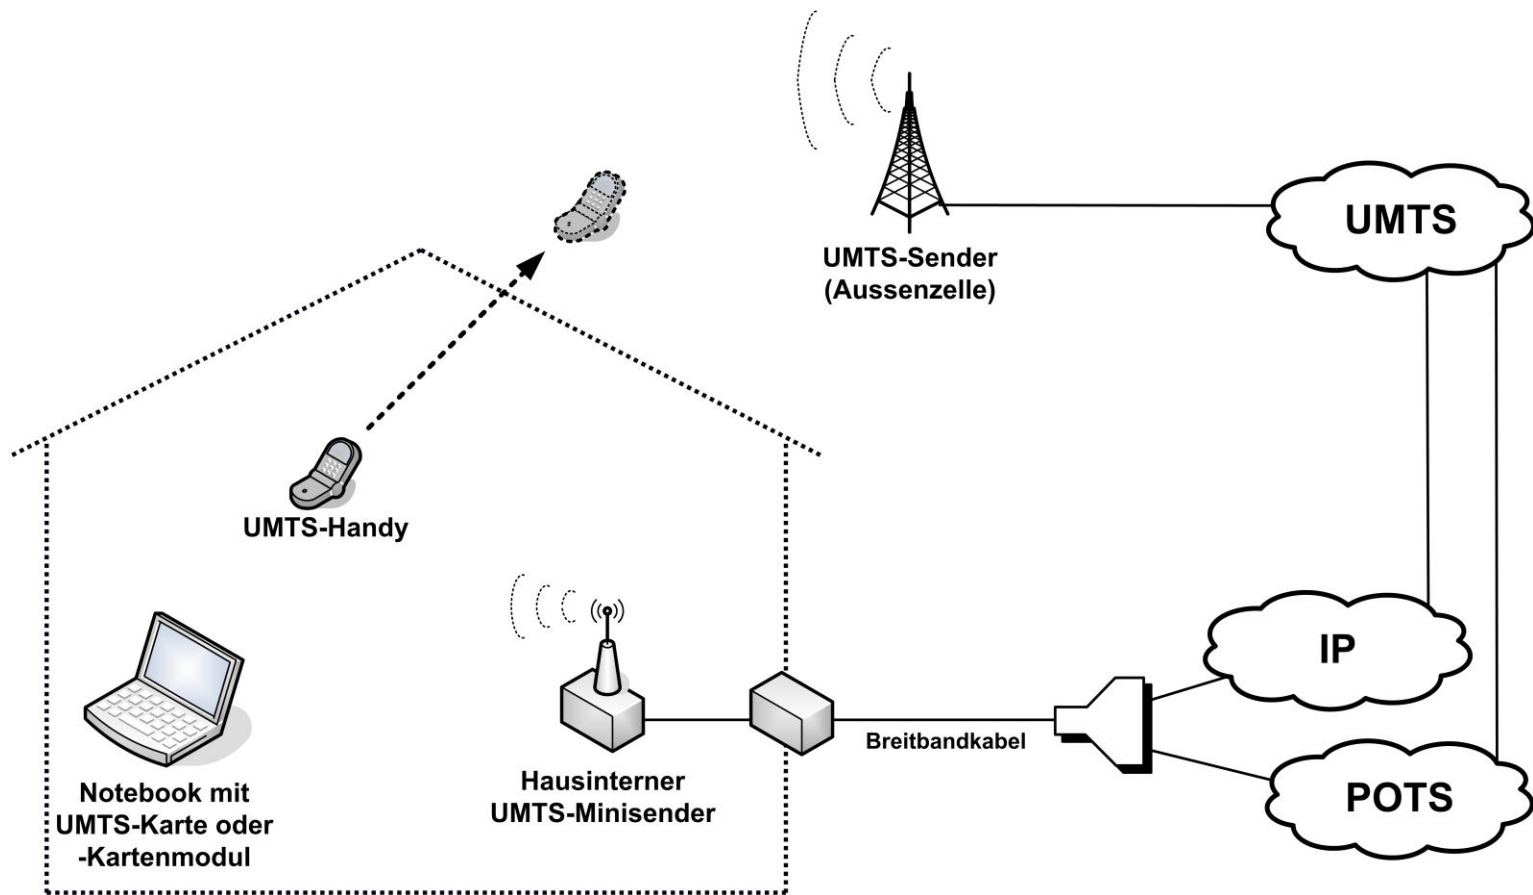 UMTS
UMTS-Sender
(Aussenzelle)
UMTS-Handy
IP
Breitbandkabel
Hausinterner
UMTS-Minisender
Notebook mit
UMTS-Karte oder
-Kartenmodul
POTS